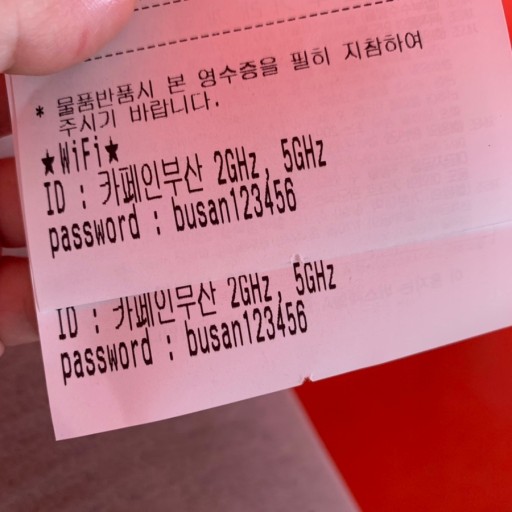 * 물품반품시 본 영수증을 필히 지참하여
주시기 바랍니다.
★WiFi★
ID : 카페인부산 2GHz, 5GHz
password : busan123456
ID : 카페인부산 2GHz, 5GHz
password : busan123456